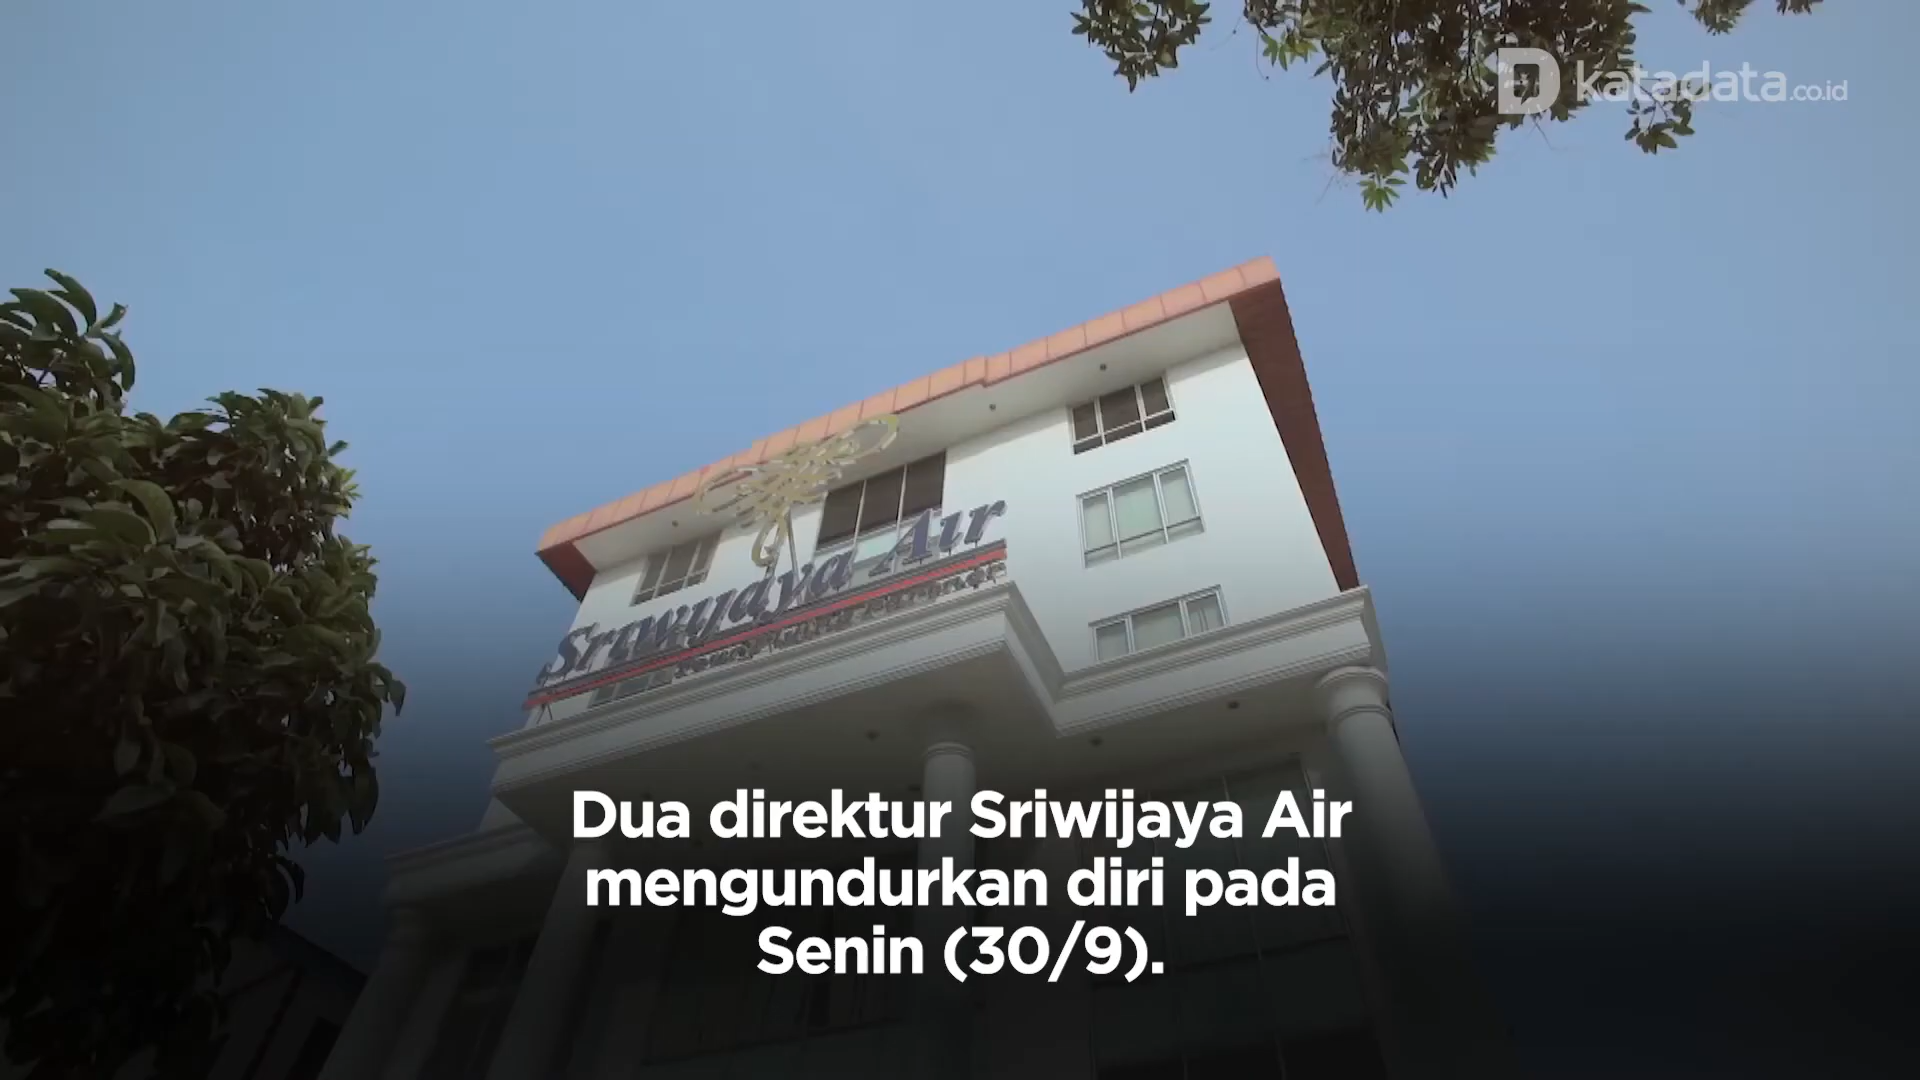 katadata.co.id
Sriwijaya Air
Dua direktur Sriwijaya Air
mengundurkan diri pada
Senin (30/9).